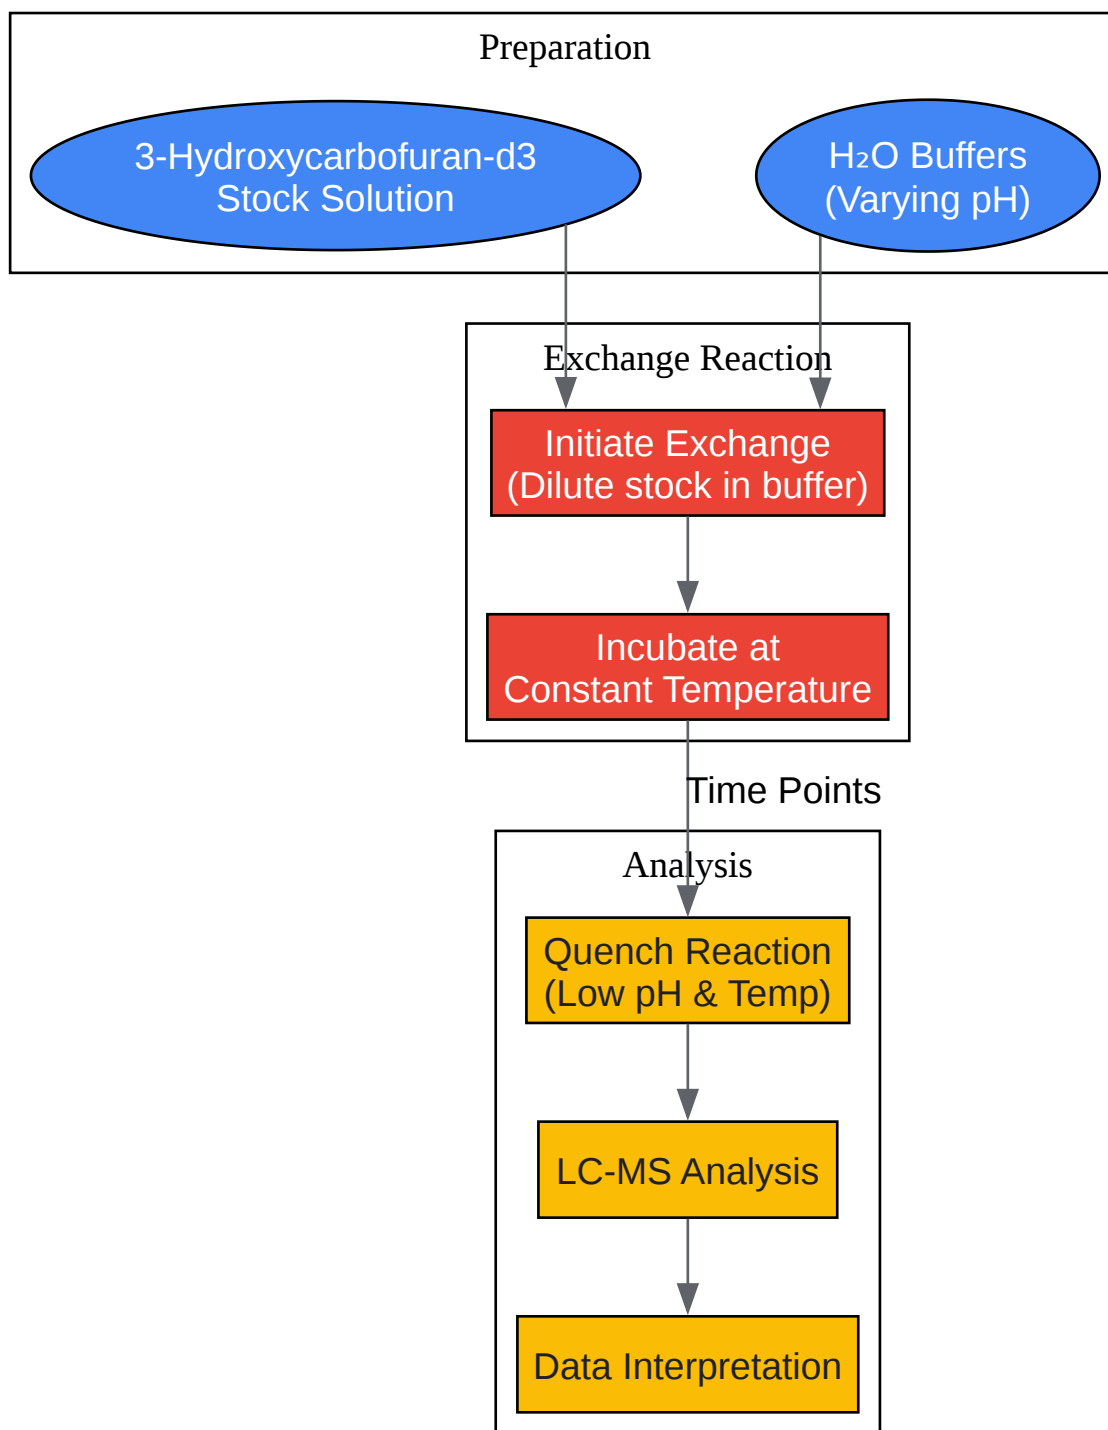 Preparation
3-Hydroxycarbofuran-d3
Stock Solution
H₂O Buffers
(Varying pH)
Exchange Reaction
Initiate Exchange
(Dilute stock in buffer)
Incubate at
Constant Temperature
Time Points
Analysis
Quench Reaction
(Low pH & Temp)
LC-MS Analysis
Data Interpretation